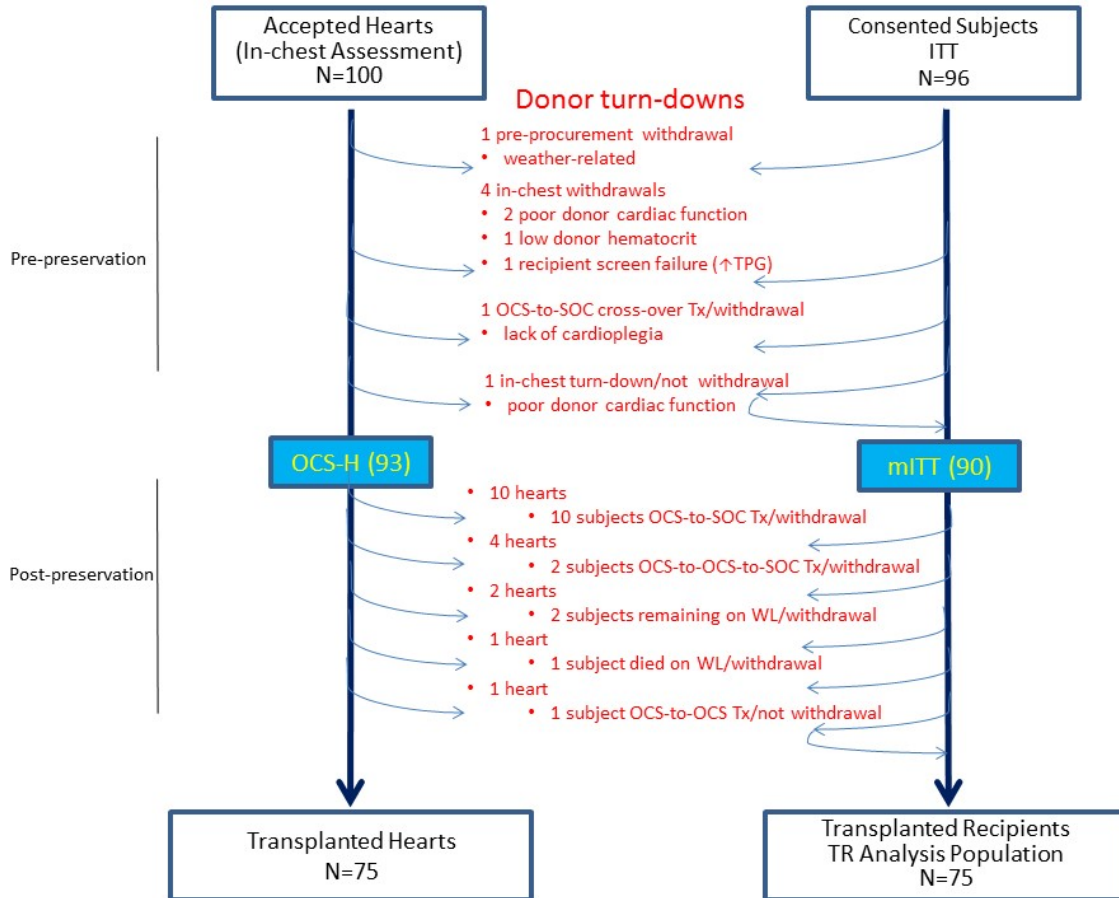 Accepted Hearts
(In-chest Assessment)
N=100
Consented Subjects
ITT
N=96
Donor turn-downs
1 pre-procurement withdrawal
• weather-related
4 in-chest withdrawals
• 2 poor donor cardiac function
• 1 low donor hematocrit
• 1 recipient screen failure (↑TPG)
Pre-preservation
1 OCS-to-SOC cross-over Tx/withdrawal
• lack of cardioplegia
1 in-chest turn-down/not withdrawal
• poor donor cardiac function
OCS-H (93)
mITT (90)
• 10 hearts
• 10 subjects OCS-to-SOC Tx/withdrawal
• 4 hearts
• 2 subjects OCS-to-OCS-to-SOC Tx/withdrawal
Post-preservation
• 2 hearts
• 2 subjects remaining on WL/withdrawal
• 1 heart
• 1 subject died on WL/withdrawal
• 1 heart
• 1 subject OCS-to-OCS Tx/not withdrawal
Transplanted Hearts
N=75
Transplanted Recipients
TR Analysis Population
N=75